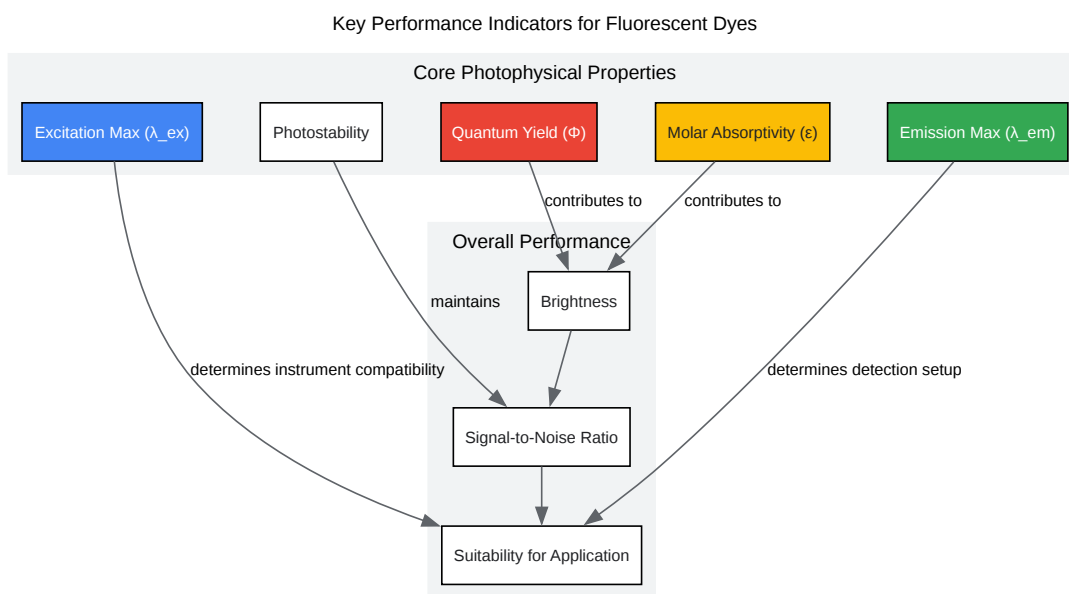 Key Performance Indicators for Fluorescent Dyes
Core Photophysical Properties
Excitation Max (λ_ex)
Photostability
Quantum Yield (Φ)
Molar Absorptivity (ε)
Emission Max (λ_em)
contributes to
contributes to
Overall Performance
maintains
Brightness
determines instrument compatibility
determines detection setup
Signal-to-Noise Ratio
Suitability for Application